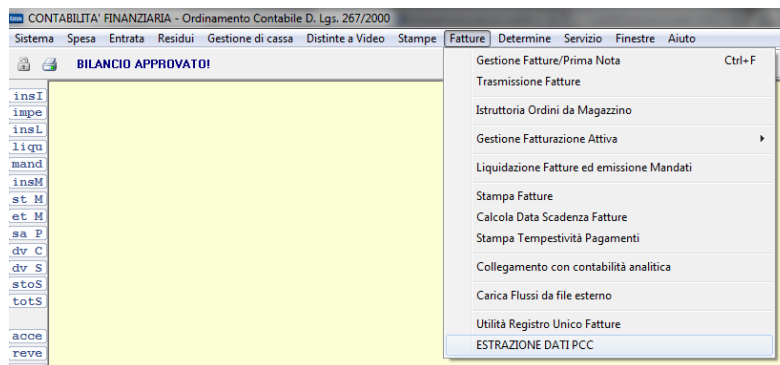 CONTABILITA' FINANZIARIA - Ordinamento Contabile D. Lgs. 267/2000
Sistema Spesa Entrata Residui Gestione di cassa Distinte a Video Stampe Fatture Determine Servizio Finestre Aiuto
BILANCIO APPROVATO!
Gestione Fatture/Prima Nota Ctrl+F
Trasmissione Fatture
Istruttoria Ordini da Magazzino
Gestione Fatturazione Attiva
Liquidazione Fatture ed emissione Mandati
Stampa Fatture
Calcola Data Scadenza Fatture
Stampa Tempestività Pagamenti
Collegamento con contabilità analitica
Carica Flussi da file esterno
Utilità Registro Unico Fatture
ESTRAZIONE DATI PCC
insI
impe
insL
liqu
mand
insM
st M
et M
sa P
dv C
dv S
stoS
totS
acce
reve